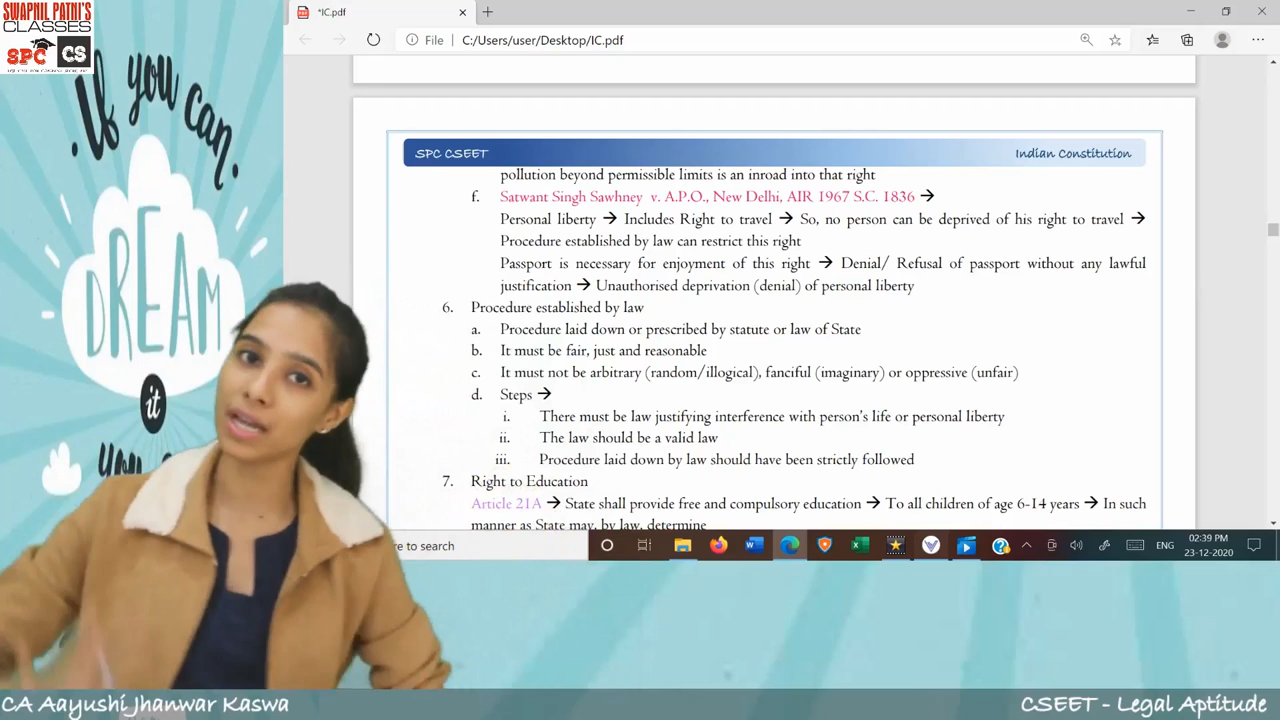 SWAPNIL PATNI'S
CLASSES
SPC CS
If you can
DREAM
it
you
*IC.pdf
File C:/Users/user/Desktop/IC.pdf
SPC CSEET Indian Constitution
pollution beyond permissible limits is an inroad into that right
f. Satwant Singh Sawhney v. A.P.O., New Delhi, AIR 1967 S.C. 1836 →
Personal liberty → Includes Right to travel → So, no person can be deprived of his right to travel →
Procedure established by law can restrict this right
Passport is necessary for enjoyment of this right → Denial/ Refusal of passport without any lawful
justification → Unauthorised deprivation (denial) of personal liberty
6. Procedure established by law
a. Procedure laid down or prescribed by statute or law of State
b. It must be fair, just and reasonable
c. It must not be arbitrary (random/illogical), fanciful (imaginary) or oppressive (unfair)
d. Steps →
i. There must be law justifying interference with person's life or personal liberty
ii. The law should be a valid law
iii. Procedure laid down by law should have been strictly followed
7. Right to Education
Article 21A → State shall provide free and compulsory education → To all children of age 6-14 years → In such
manner as State may, by law, determine
re to search
ENG
02:39 PM
23-12-2020
CA Aayushi Jhanwar Kaswa
CSEET - Legal Aptitude